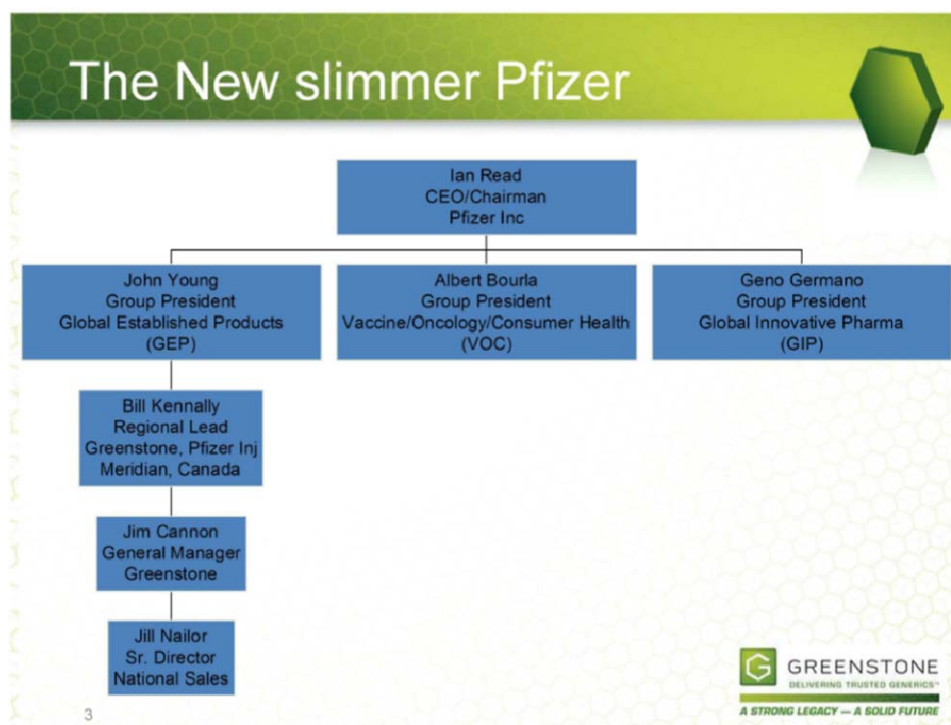 The New slimmer Pfizer
Ian Read
CEO/Chairman
Pfizer Inc
John Young
Group President
Global Established Products
(GEP)
Albert Bourla
Group President
Vaccine/Oncology/Consumer Health
(VOC)
Geno Germano
Group President
Global Innovative Pharma
(GIP)
Bill Kennally
Regional Lead
Greenstone, Pfizer Inj
Meridian, Canada
Jim Cannon
General Manager
Greenstone
Jill Nailor
Sr. Director
National Sales
3
G GREENSTONE
DELIVERING TRUSTED GENERICS™
A STRONG LEGACY — A SOLID FUTURE